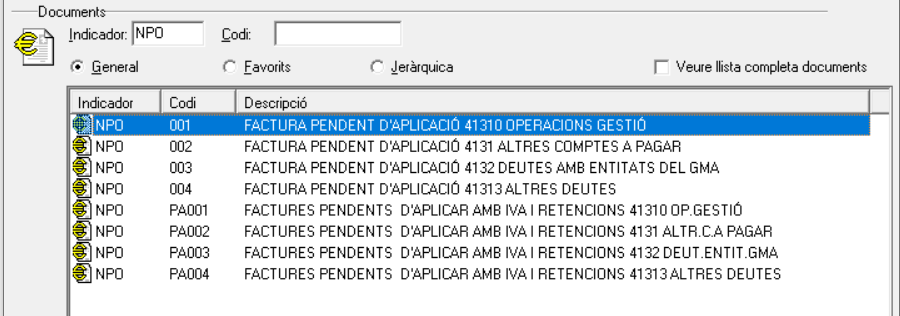 Documents
Indicador: NPO Codi:
General Favorits Jeràrquica Veure llista completa documents
Indicador Codi Descripció
NPO 001 FACTURA PENDENT D'APLICACIÓ 41310 OPERACIONS GESTIÓ
NPO 002 FACTURA PENDENT D'APLICACIÓ 4131 ALTRES COMPTES A PAGAR
NPO 003 FACTURA PENDENT D'APLICACIÓ 4132 DEUTES AMB ENTITATS DEL GMA
NPO 004 FACTURA PENDENT D'APLICACIÓ 41313 ALTRES DEUTES
NPO PA001 FACTURES PENDENTS D'APLICAR AMB IVA I RETENCIONS 41310 OP.GESTIÓ
NPO PA002 FACTURES PENDENTS D'APLICAR AMB IVA I RETENCIONS 4131 ALTR.C.A PAGAR
NPO PA003 FACTURES PENDENTS D'APLICAR AMB IVA I RETENCIONS 4132 DEUT.ENTIT.GMA
NPO PA004 FACTURES PENDENTS D'APLICAR AMB IVA I RETENCIONS 41313 ALTRES DEUTES